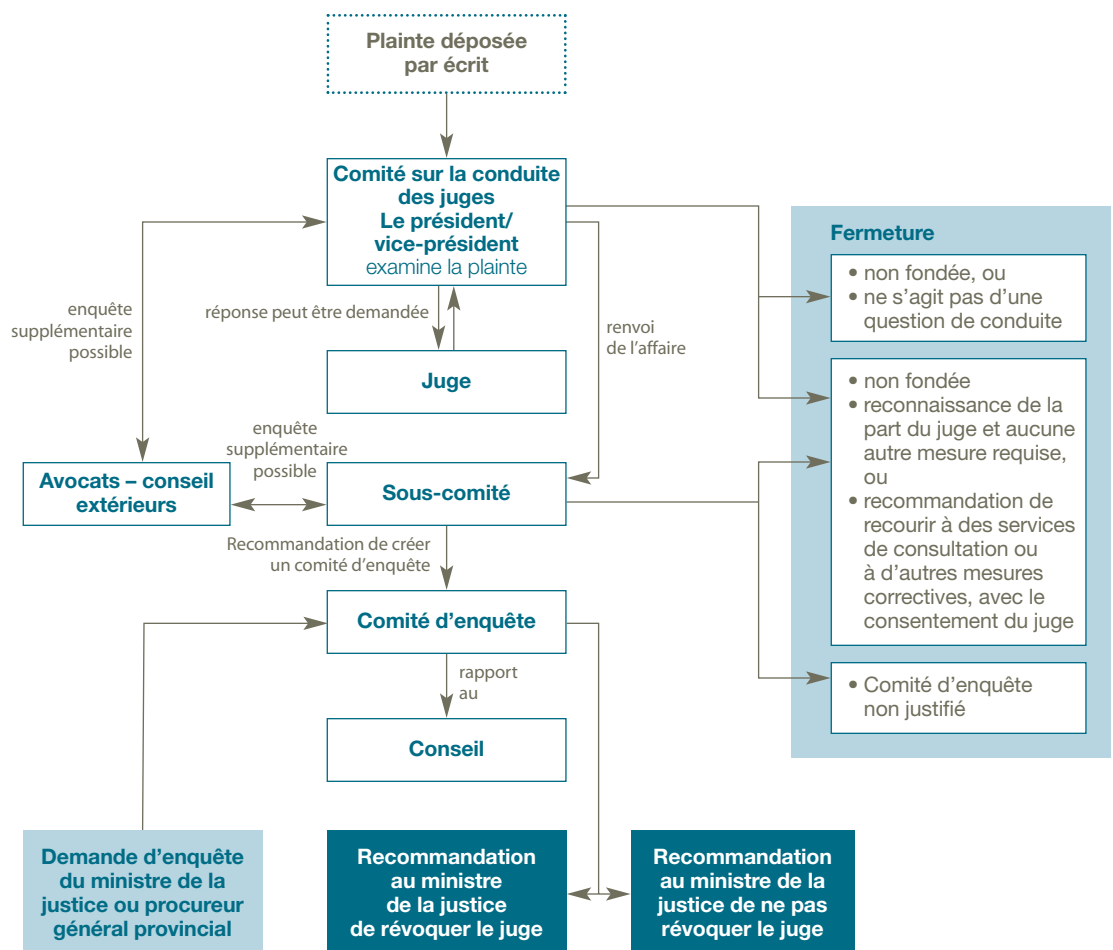 Plainte déposée
par écrit
Comité sur la conduite
des juges
Le président/
vice-président
examine la plainte
enquête
supplémentaire
possible
réponse peut être demandée
renvoi
de l'affaire
Juge
Fermeture
• non fondée, ou
• ne s'agit pas d'une
question de conduite
• non fondée
• reconnaissance de la
part du juge et aucune
autre mesure requise,
ou
• recommandation de
recourir à des services
de consultation ou
à d'autres mesures
correctives, avec le
consentement du juge
• Comité d'enquête
non justifié
enquête
supplémentaire
possible
Avocats – conseil
extérieurs
Sous-comité
Recommandation de créer
un comité d'enquête
Comité d'enquête
rapport
au
Conseil
Demande d'enquête
du ministre de la
justice ou procureur
général provincial
Recommandation
au ministre
de la justice
de révoquer le juge
Recommandation
au ministre de la
justice de ne pas
révoquer le juge